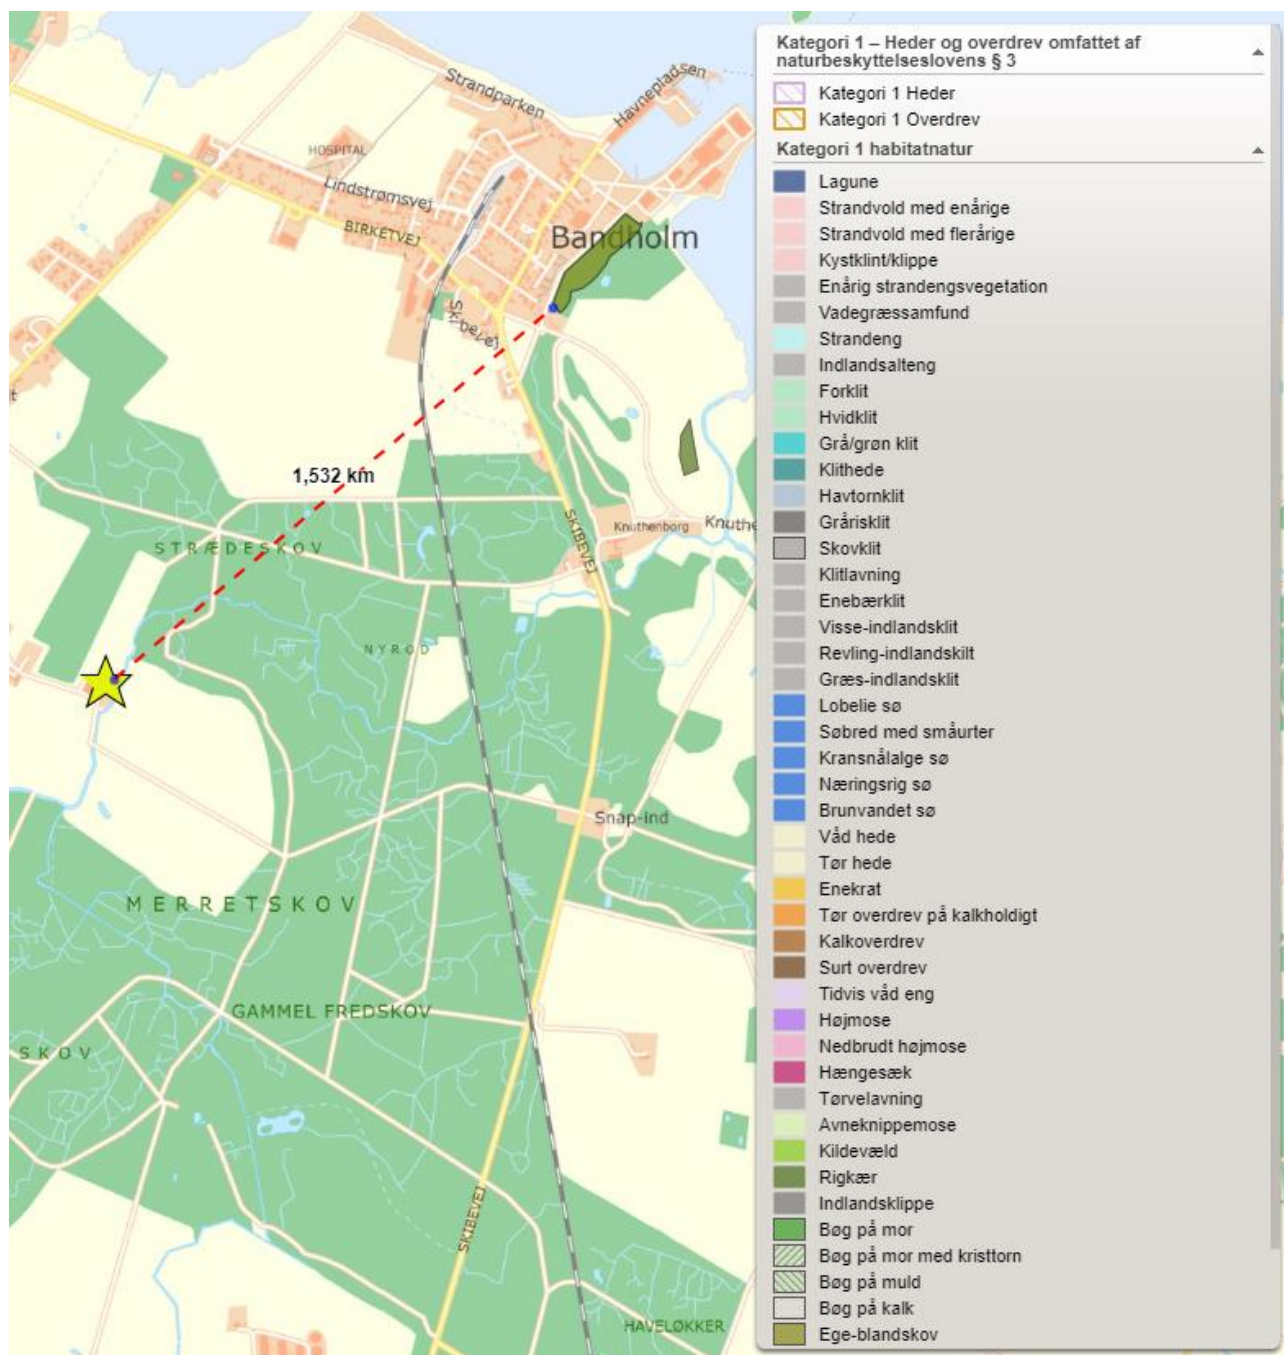 Strandparken
Havnepladsen
HOSPITAL
Lindstrømsvej
BIRKETVEJ
Bandholm
Skibevej
t
1,532 km
SKIBEVEJ
Knuthenborg
Knuthe
STRÆDESKOV
NYROD
Snap-ind
MERRETSKOV
GAMMEL FREDSKOV
SKOV
SKIBEVEJ
HAVELØKKER
Kategori 1 – Heder og overdrev omfattet af
naturbeskyttelseslovens § 3
Kategori 1 Heder
Kategori 1 Overdrev
Kategori 1 habitatnatur
Lagune
Strandvold med enårige
Strandvold med flerårige
Kystklint/klippe
Enårig strandengsvegetation
Vadegræssamfund
Strandeng
Indlandsalteng
Forklit
Hvidklit
Grå/grøn klit
Klithede
Havtornklit
Grårisklit
Skovklit
Klitlavning
Enebærklit
Visse-indlandsklit
Revling-indlandskilt
Græs-indlandsklit
Lobelie sø
Søbred med småurter
Kransnålalge sø
Næringsrig sø
Brunvandet sø
Våd hede
Tør hede
Enekrat
Tør overdrev på kalkholdigt
Kalkoverdrev
Surt overdrev
Tidvis våd eng
Højmose
Nedbrudt højmose
Hængesæk
Tørvelavning
Avneknippemose
Kildevæld
Rigkær
Indlandsklippe
Bøg på mor
Bøg på mor med kristtorn
Bøg på muld
Bøg på kalk
Ege-blandskov